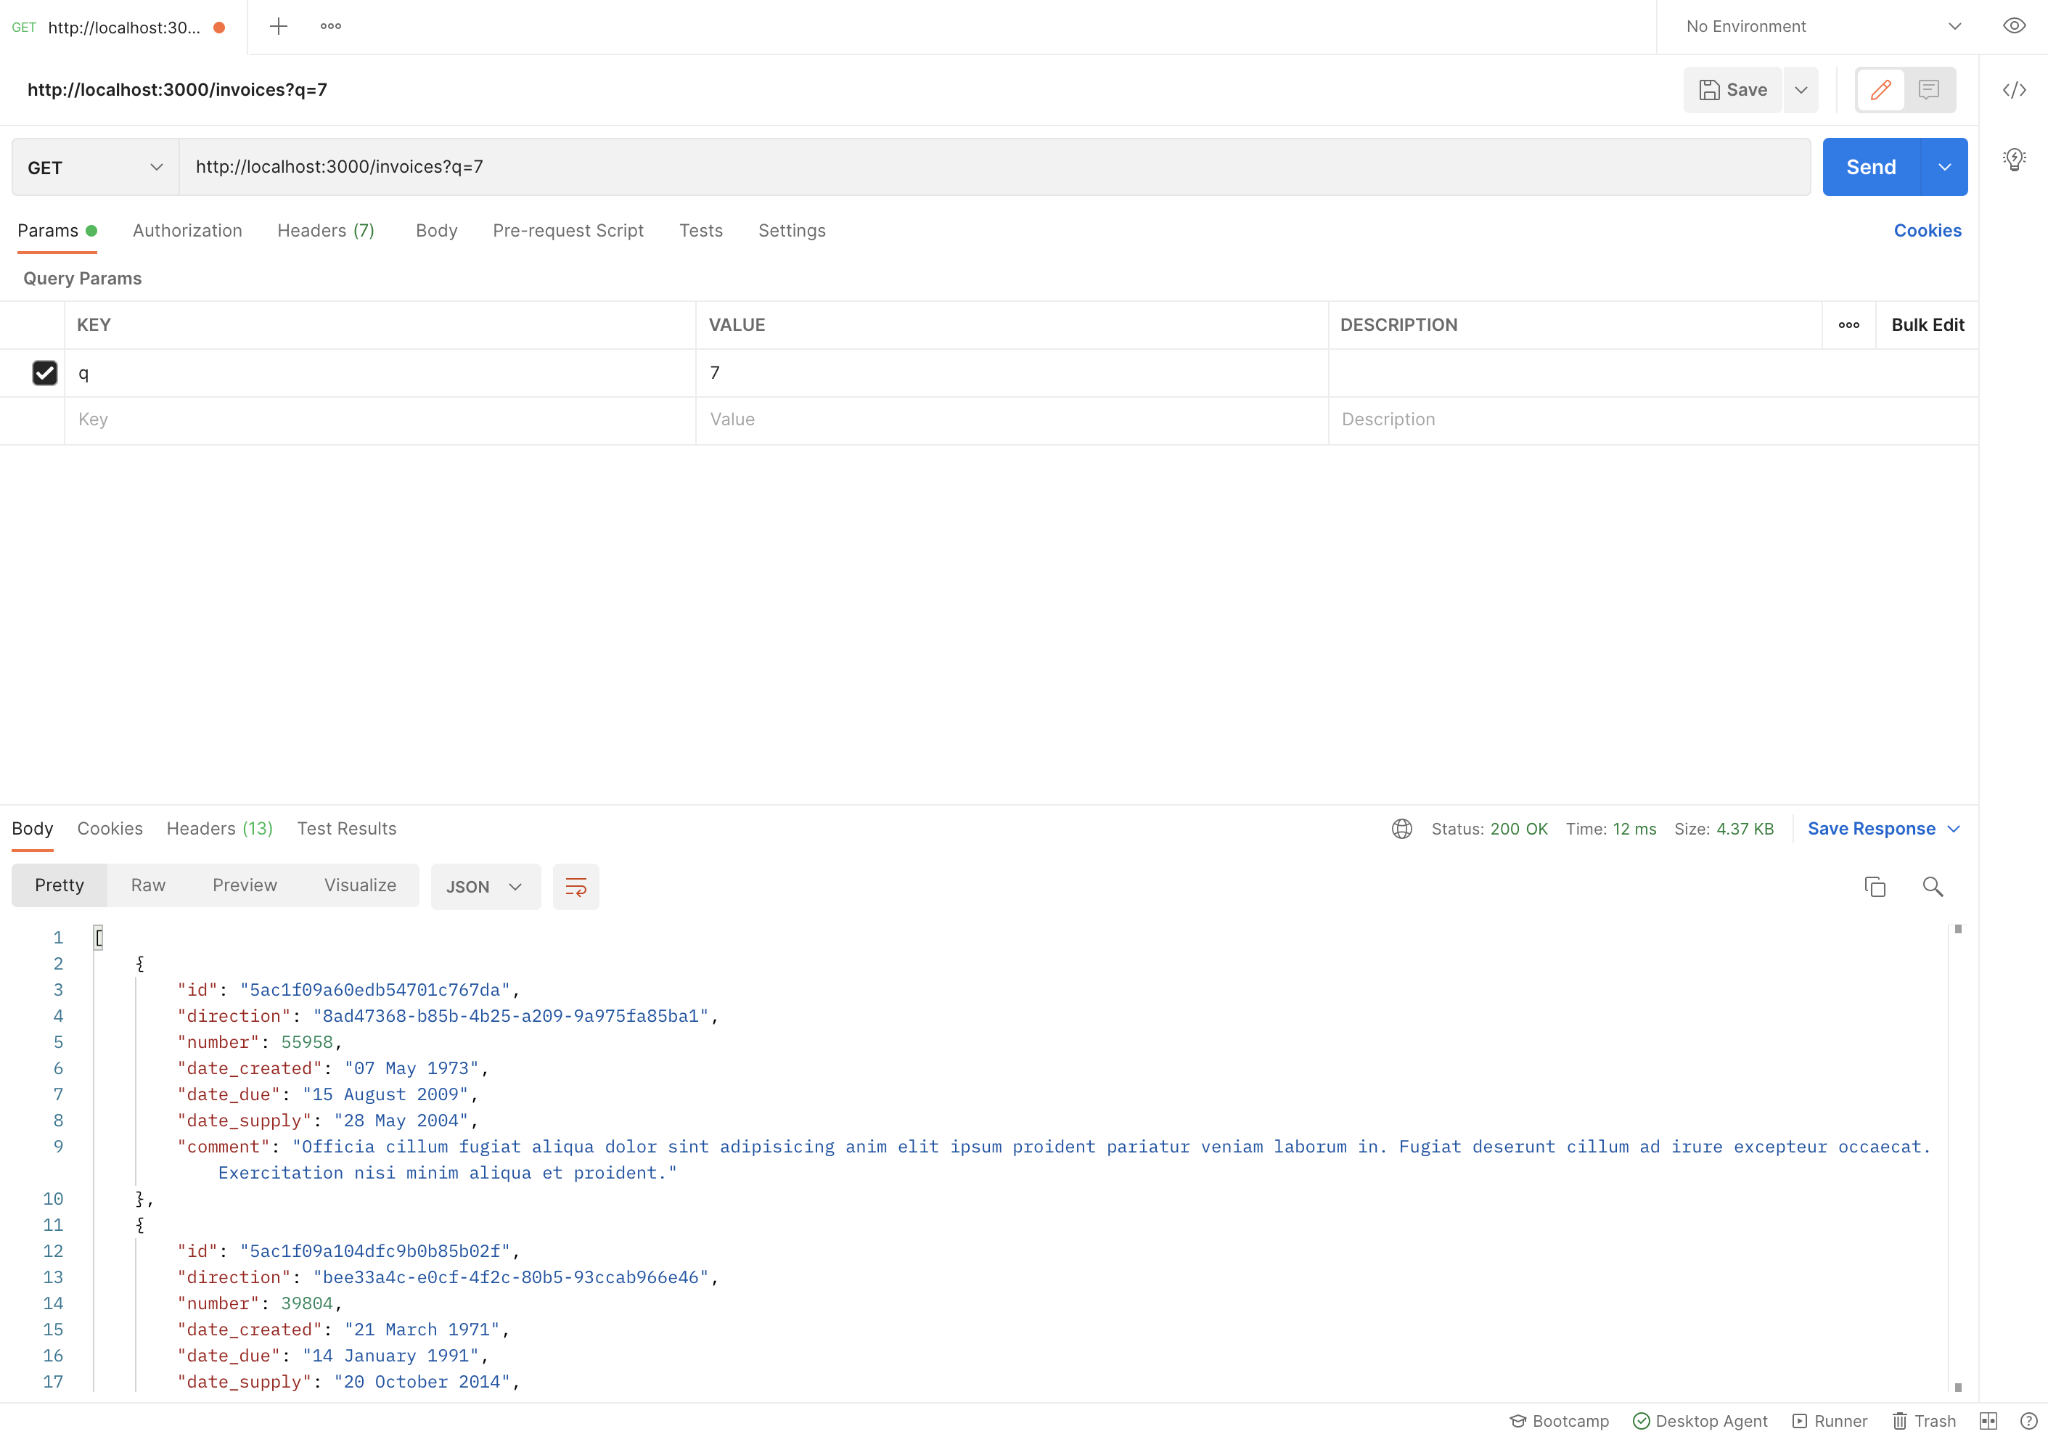 GET http://localhost:30...
No Environment
http://localhost:3000/invoices?q=7
Save
GET http://localhost:3000/invoices?q=7 Send
Params Authorization Headers (7) Body Pre-request Script Tests Settings Cookies
Query Params
KEY VALUE DESCRIPTION Bulk Edit
q 7
Key Value Description
Body Cookies Headers (13) Test Results Status: 200 OK Time: 12 ms Size: 4.37 KB Save Response
Pretty Raw Preview Visualize JSON
1 [
2 {
3 "id": "5ac1f09a60edb54701c767da",
4 "direction": "8ad47368-b85b-4b25-a209-9a975fa85ba1",
5 "number": 55958,
6 "date_created": "07 May 1973",
7 "date_due": "15 August 2009",
8 "date_supply": "28 May 2004",
9 "comment": "Officia cillum fugiat aliqua dolor sint adipisicing anim elit ipsum proident pariatur veniam laborum in. Fugiat deserunt cillum ad irure excepteur occaecat.
Exercitation nisi minim aliqua et proident."
10 },
11 {
12 "id": "5ac1f09a104dfc9b0b85b02f",
13 "direction": "bee33a4c-e0cf-4f2c-80b5-93ccab966e46",
14 "number": 39804,
15 "date_created": "21 March 1971",
16 "date_due": "14 January 1991",
17 "date_supply": "20 October 2014",
Bootcamp Desktop Agent Runner Trash